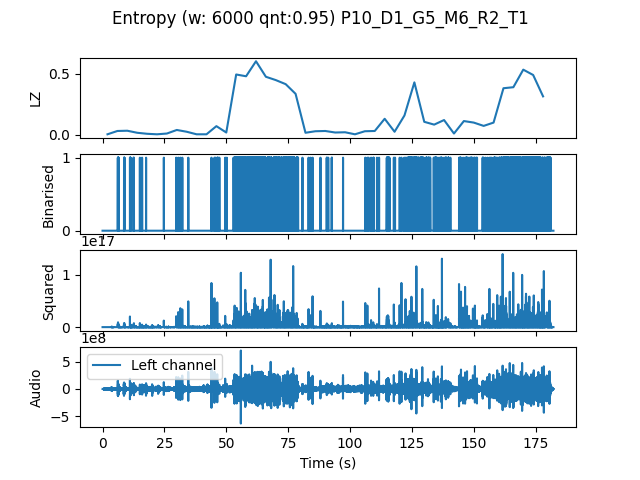 Entropy (w: 6000 qnt:0.95) P10_D1_G5_M6_R2_T1
LZ
0.5
0.0
Binarised
1
0
1e17
Squared
1
0
1e8
Audio
5
0
−5
Left channel
0 25 50 75 100 125 150 175
Time (s)